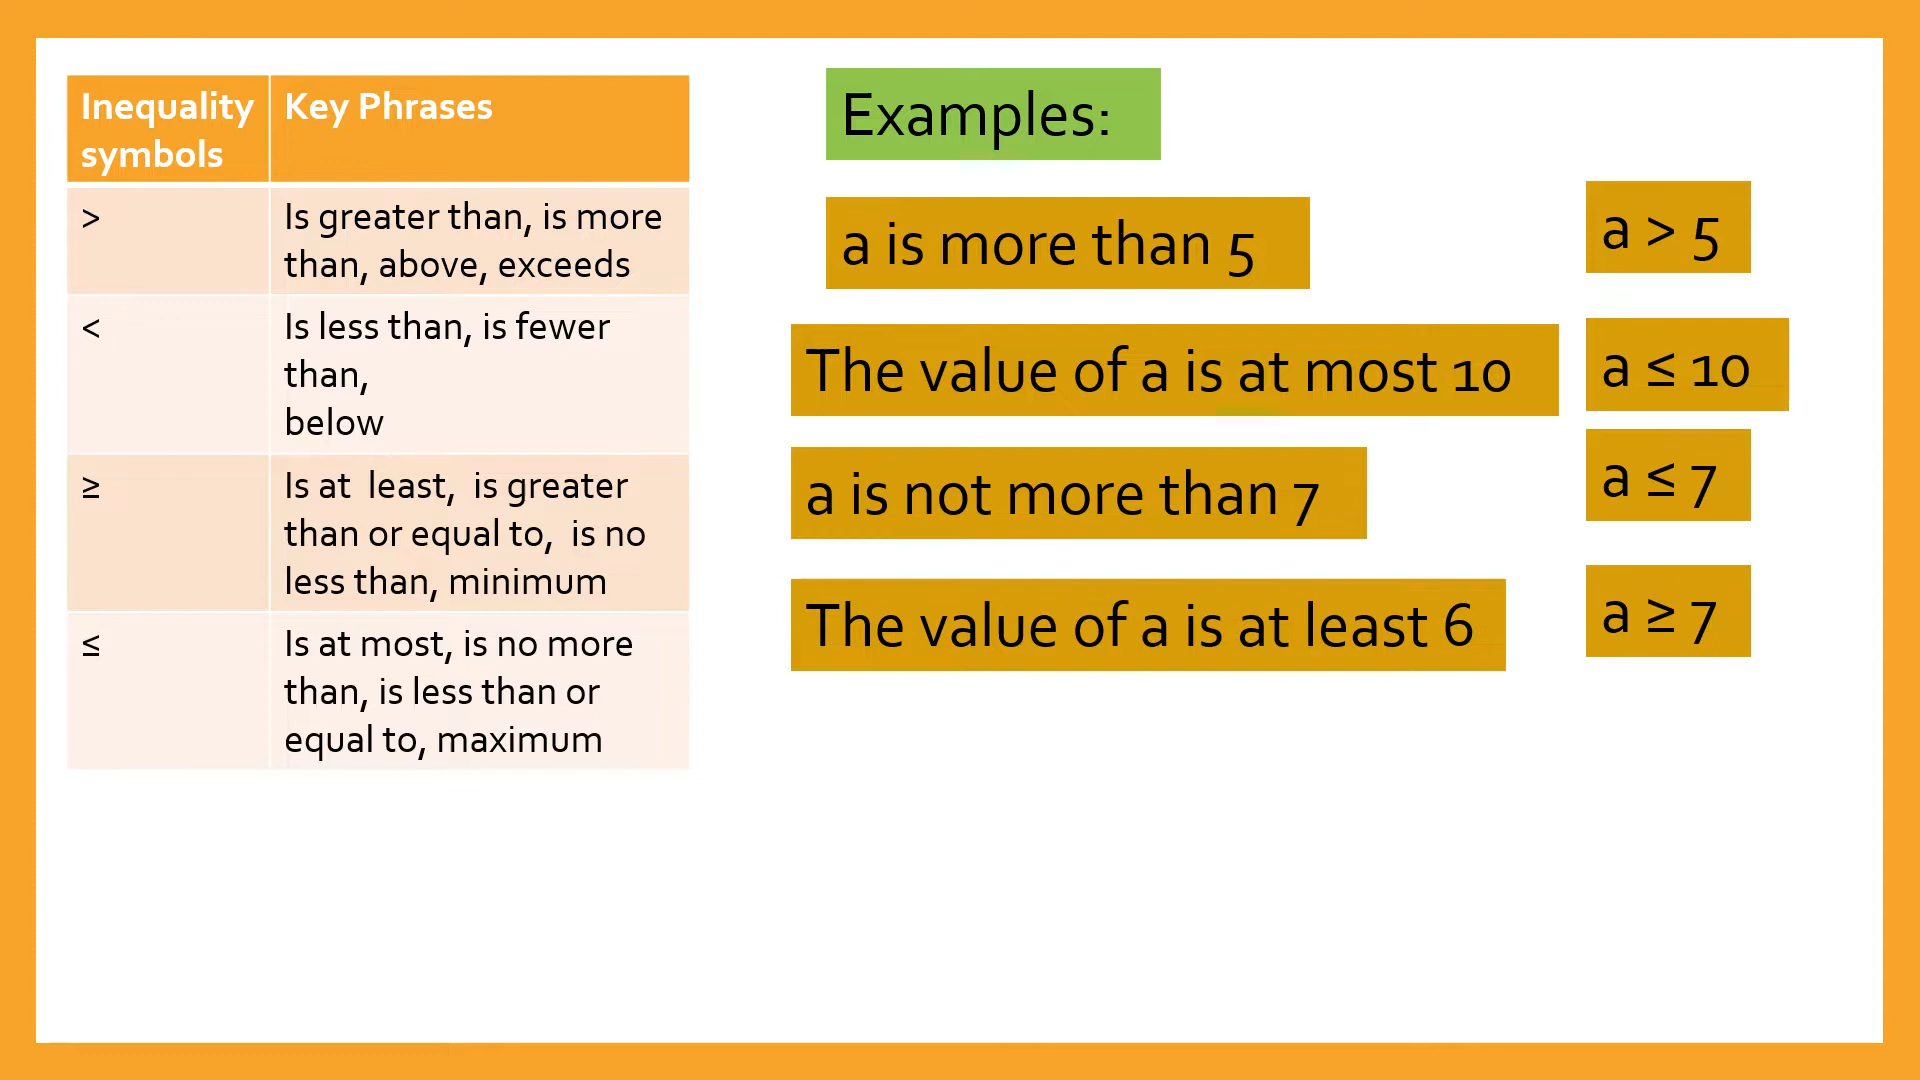 Inequality symbols
Key Phrases
>
Is greater than, is more
than, above, exceeds
<
Is less than, is fewer
than,
below
≥
Is at least, is greater
than or equal to, is no
less than, minimum
≤
Is at most, is no more
than, is less than or
equal to, maximum
Examples:
a is more than 5
a > 5
The value of a is at most 10
a ≤ 10
a is not more than 7
a ≤ 7
The value of a is at least 6
a ≥ 7